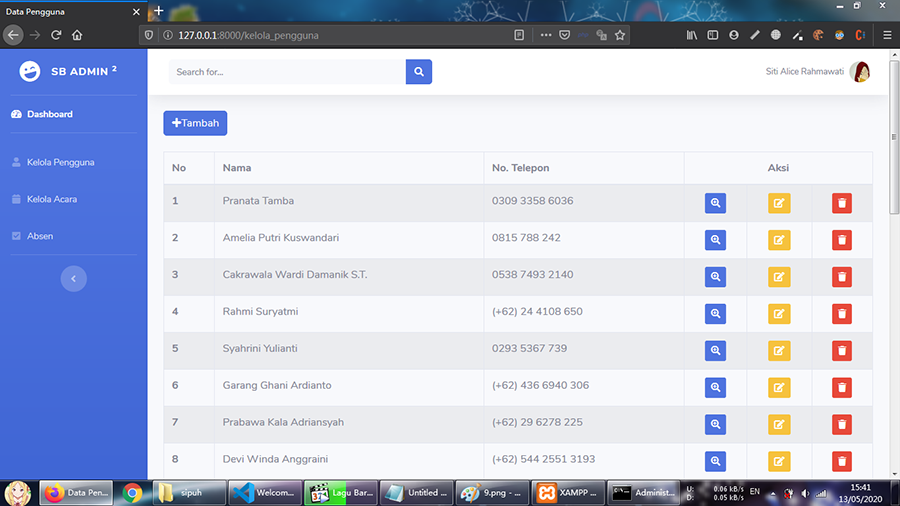 Data Pengguna
127.0.0.1:8000/kelola_pengguna
SB ADMIN 2
Search for...
Siti Alice Rahmawati
Dashboard
Kelola Pengguna
Kelola Acara
Absen
Tambah
No Nama No. Telepon Aksi
1 Pranata Tamba 0309 3358 6036
2 Amelia Putri Kuswandari 0815 788 242
3 Cakrawala Wardi Damanik S.T. 0538 7493 2140
4 Rahmi Suryatmi (+62) 24 4108 650
5 Syahrini Yulianti 0293 5367 739
6 Garang Ghani Ardianto (+62) 436 6940 306
7 Prabawa Kala Adriansyah (+62) 29 6278 225
8 Devi Winda Anggraini (+62) 544 2551 3193
Data Pen...
sipuh
Welcom...
Lagu Bar...
Untitled ...
9.png - ...
XAMPP ...
Administ...
U: 0.06 kB/s
D: 0.05 kB/s
EN
15:41
13/05/2020